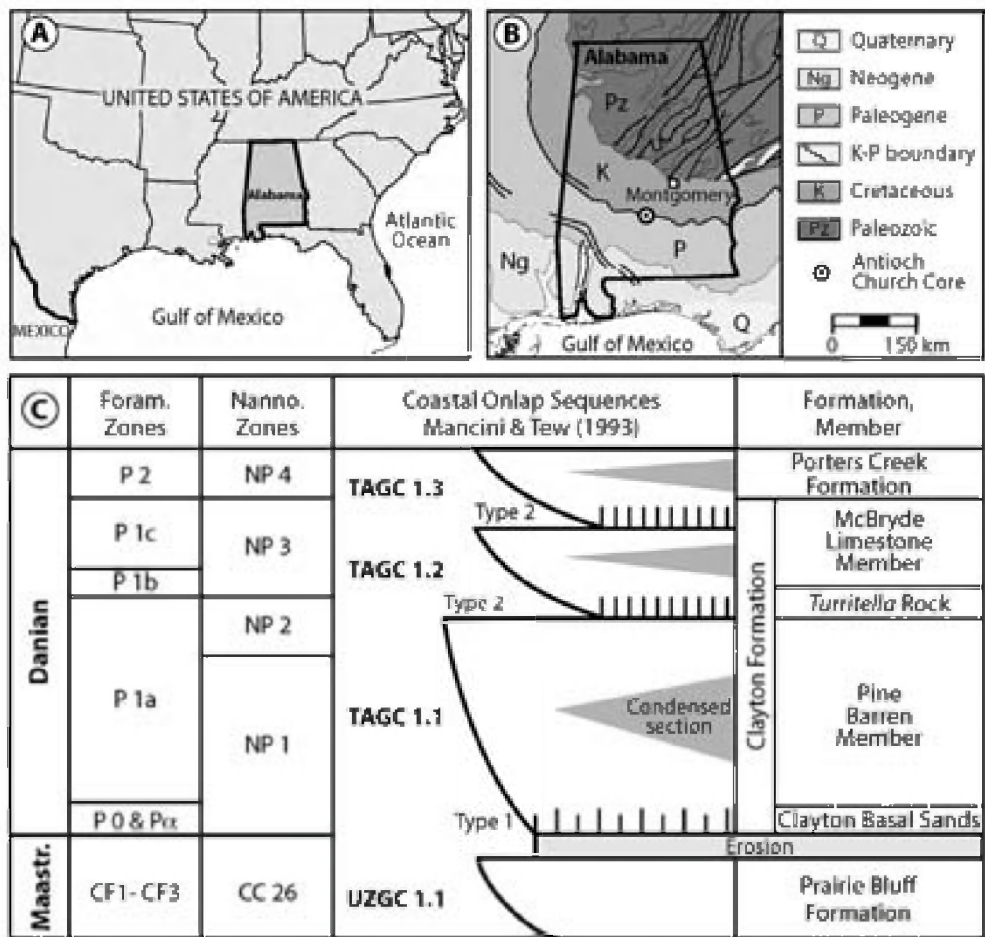 A
UNITED STATES OF AMERICA
Alabama
Atlantic
Ocean
Gulf of Mexico
MEXICO
B
Alabama
Pz
K
Montgomery
P
Ng
Q
Gulf of Mexico
Q Quaternary
Ng Neogene
P Paleogene
K-P boundary
K Cretaceous
Pz Paleozoic
Antioch
Church Core
0 150 km
C
Foram.
Zones
Nanno.
Zones
Coastal Onlap Sequences
Mancini & Tew (1993)
Formation,
Member
Danian
P 2
P 1c
P 1b
P 1a
P 0 & Pα
NP 4
NP 3
NP 2
NP 1
TAGC 1.3
Type 2
TAGC 1.2
Type 2
TAGC 1.1
Condensed
section
Type 1
Erosion
Clayton Formation
Porters Creek
Formation
McBryde
Limestone
Member
Turritella Rock
Pine
Barren
Member
Clayton Basal Sands
Maastr.
CF1- CF3
CC 26
UZGC 1.1
Prairie Bluff
Formation